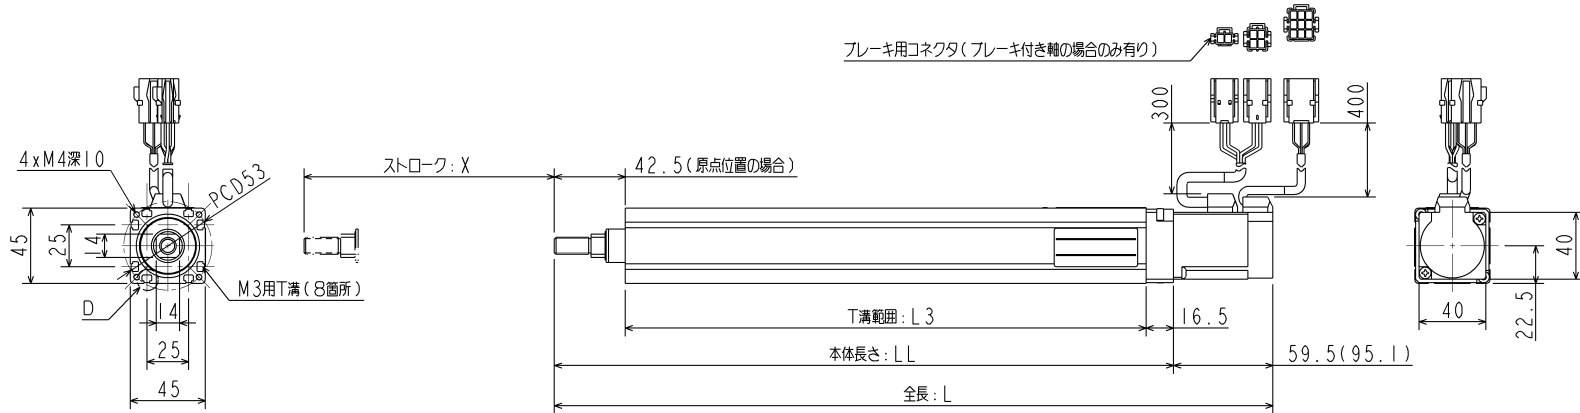 ブレーキ用コネクタ(ブレーキ付き軸の場合のみ有り)
300
400
4xM4深10
PCD53
ストローク:X
42.5(原点位置の場合)
45
25
14
M3用T溝(8箇所)
D
14
25
45
T溝範囲:L3
16.5
本体長さ:LL
59.5(95.1)
全長:L
40
40
22.5